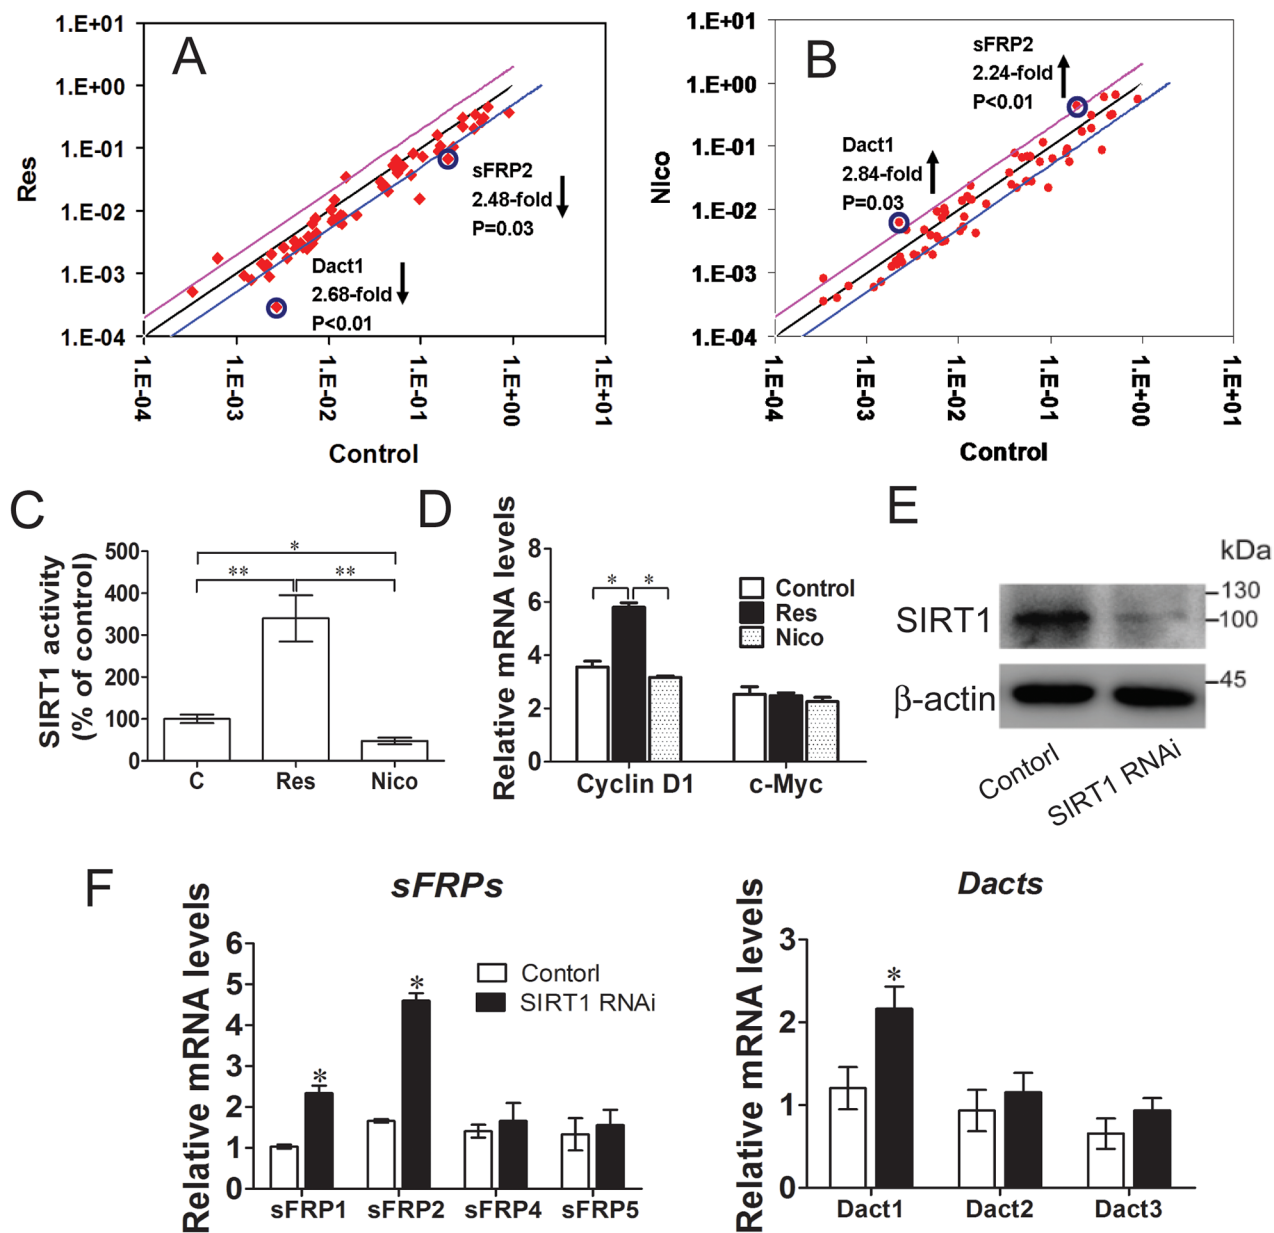 A
1.E+01
1.E+00
1.E-01
1.E-02
1.E-03
1.E-04
Res
sFRP2
2.48-fold
P=0.03
Dact1
2.68-fold
P<0.01
1.E-04
1.E-03
1.E-02
1.E-01
1.E+00
1.E+01
Control
B
1.E+01
1.E+00
1.E-01
1.E-02
1.E-03
1.E-04
Nico
sFRP2
2.24-fold
P<0.01
Dact1
2.84-fold
P=0.03
1.E-04
1.E-03
1.E-02
1.E-01
1.E+00
1.E+01
Control
C
SIRT1 activity
(% of control)
500
400
300
200
100
0
*
** **
C Res Nico
D
Relative mRNA levels
8
6
4
2
0
* *
Control
Res
Nico
Cyclin D1 c-Myc
E
kDa
SIRT1
130
100
β-actin
45
Contorl
SIRT1 RNAi
F
sFRPs
Relative mRNA levels
6
5
4
3
2
1
0
*
*
Contorl
SIRT1 RNAi
sFRP1 sFRP2 sFRP4 sFRP5
Dacts
Relative mRNA levels
3
2
1
0
*
Dact1 Dact2 Dact3